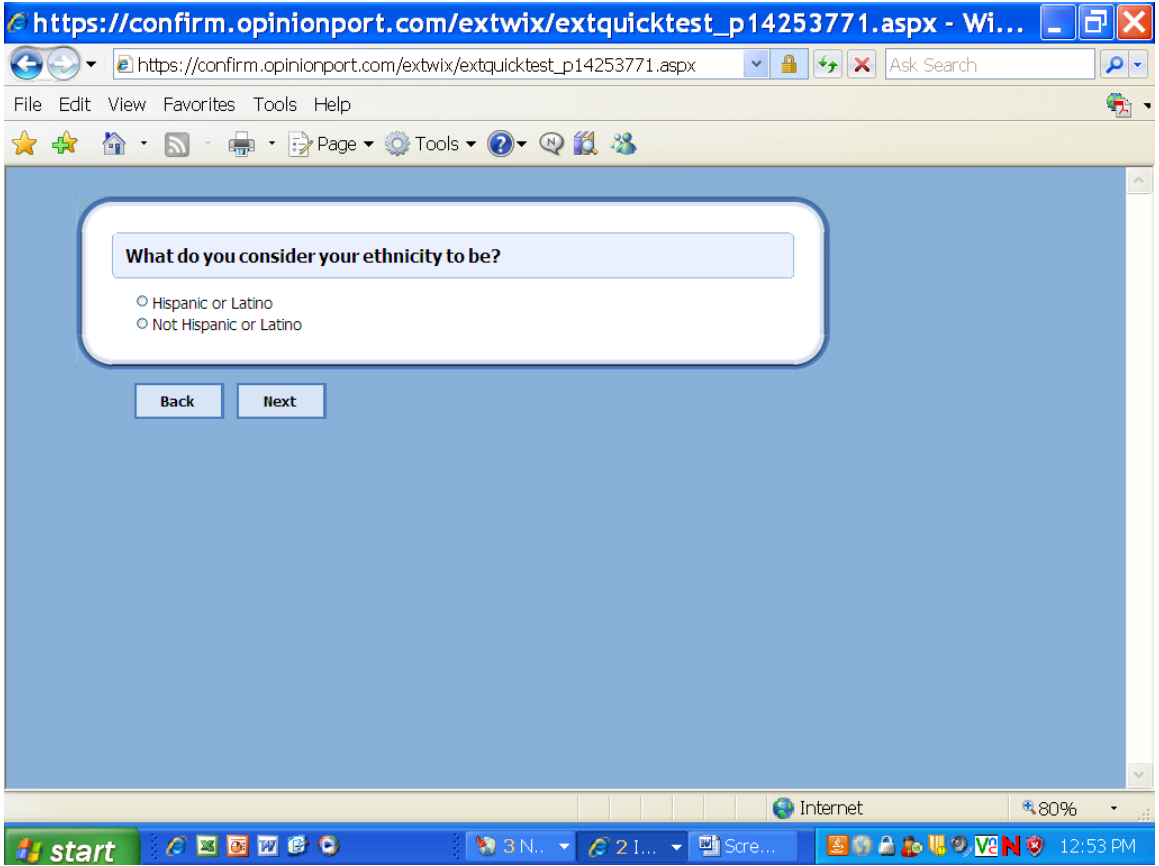 https://confirm.opinionport.com/extwix/extquicktest_p14253771.aspx - Wi...
https://confirm.opinionport.com/extwix/extquicktest_p14253771.aspx
Ask Search
File Edit View Favorites Tools Help
Page Tools
What do you consider your ethnicity to be?
Hispanic or Latino
Not Hispanic or Latino
Back Next
Internet 80%
start 3 N... 2 I... Scre... 12:53 PM